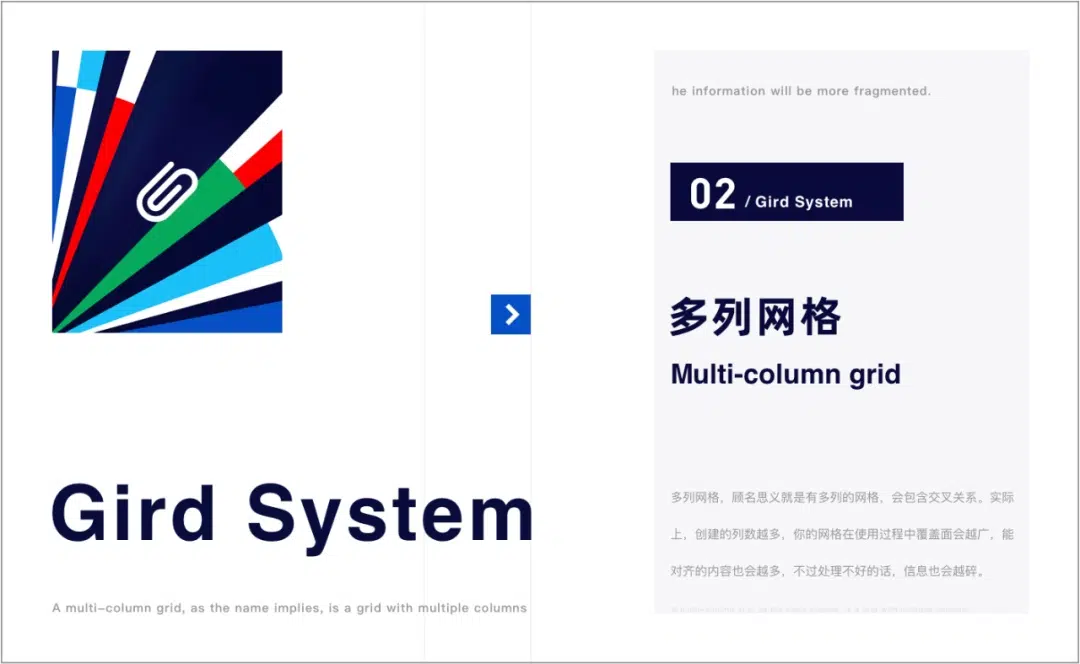 Gird System
A multi-column grid, as the name implies, is a grid with multiple columns
he information will be more fragmented.
02 / Gird System
多列网格
Multi-column grid
多列网格，顾名思义就是有多列的网格，会包含交叉关系。实际
上，创建的列数越多，你的网格在使用过程中覆盖面会越广，能
对齐的内容也会越多，不过处理不好的话，信息也会越碎。